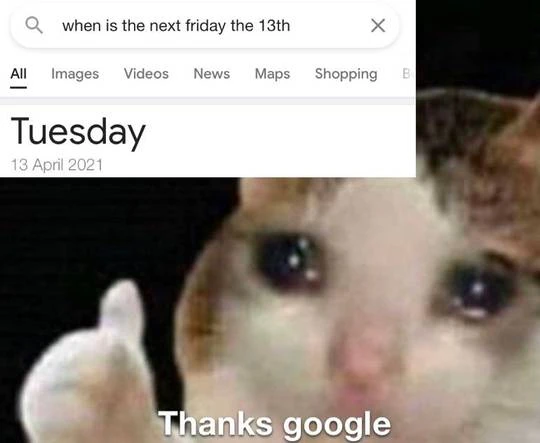 when is the next friday the 13th
All Images Videos News Maps Shopping B
Tuesday
13 April 2021
Thanks google